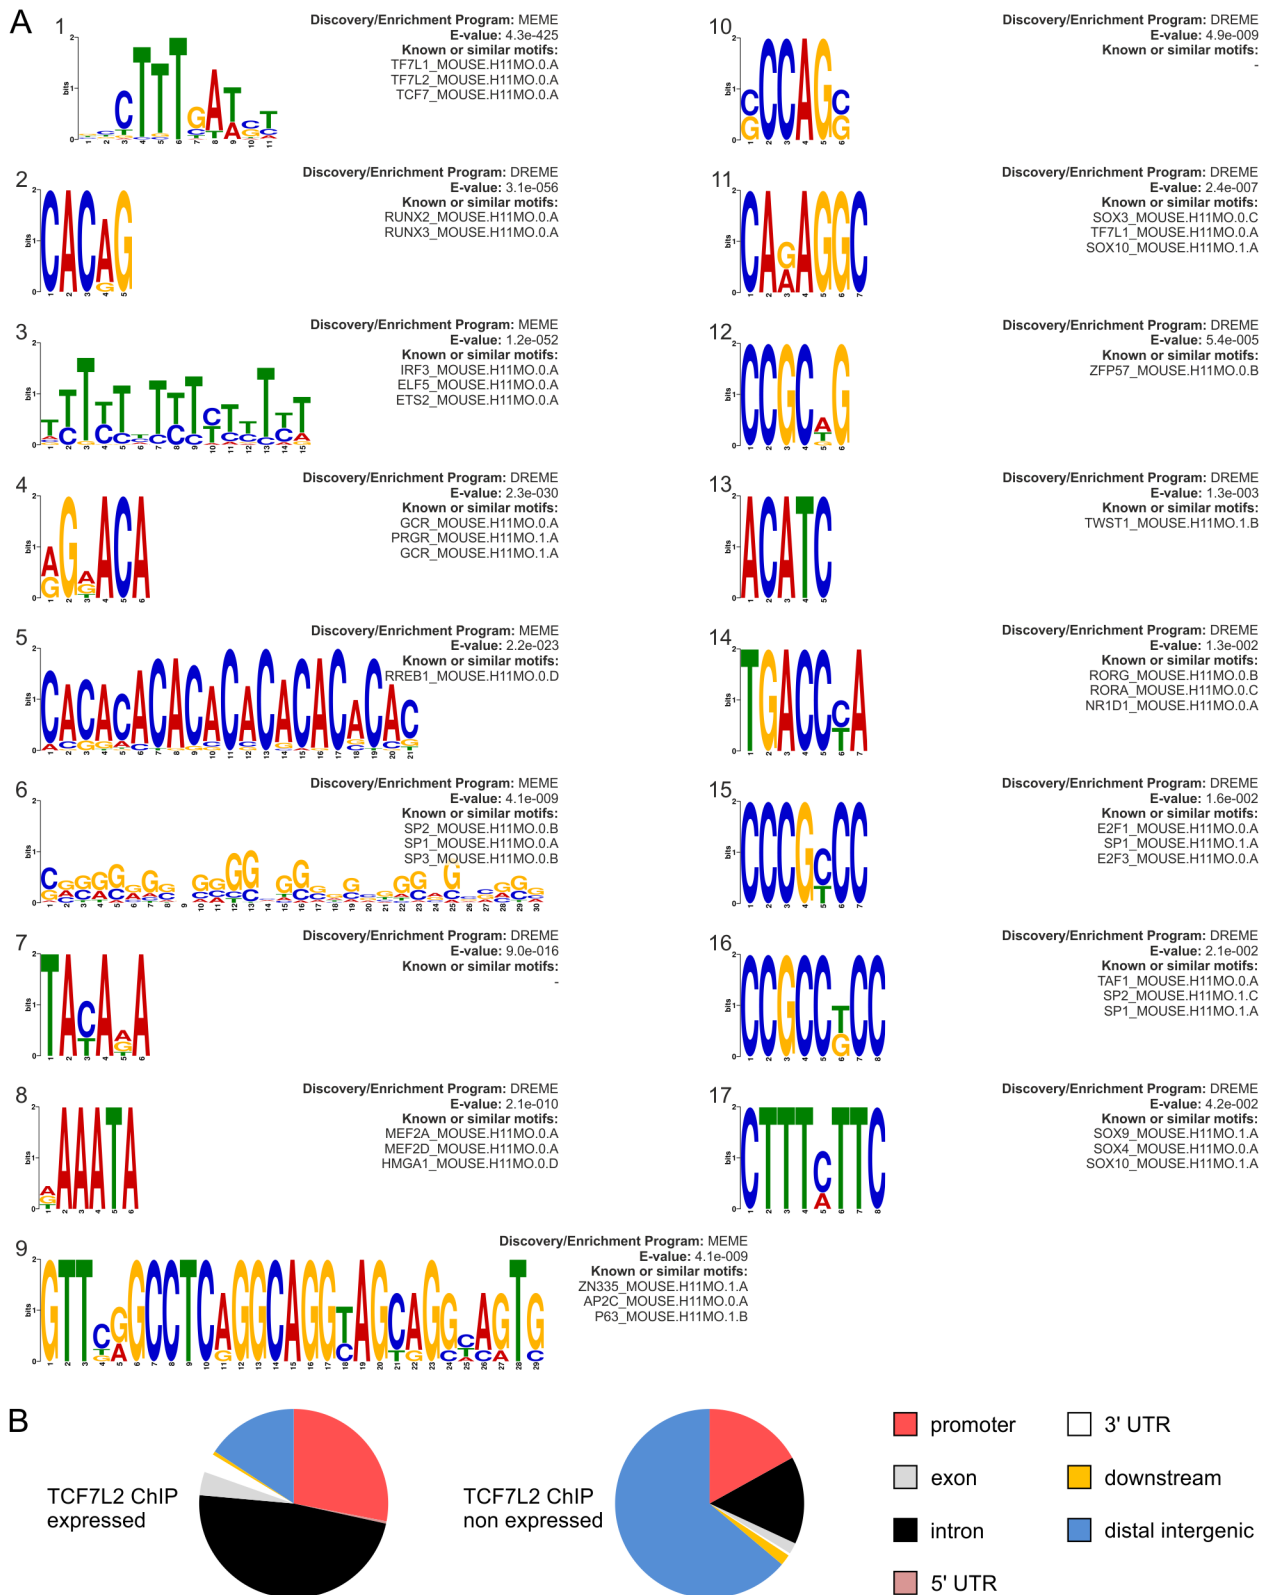 A
1
Discovery/Enrichment Program: MEME
E-value: 4.3e-425
Known or similar motifs:
TF7L1_MOUSE.H11MO.0.A
TF7L2_MOUSE.H11MO.0.A
TCF7_MOUSE.H11MO.0.A
2
Discovery/Enrichment Program: DREME
E-value: 3.1e-056
Known or similar motifs:
RUNX2_MOUSE.H11MO.0.A
RUNX3_MOUSE.H11MO.0.A
CACAG
3
Discovery/Enrichment Program: MEME
E-value: 1.2e-052
Known or similar motifs:
IRF3_MOUSE.H11MO.0.A
ELF5_MOUSE.H11MO.0.A
ETS2_MOUSE.H11MO.0.A
4
Discovery/Enrichment Program: DREME
E-value: 2.3e-030
Known or similar motifs:
GCR_MOUSE.H11MO.0.A
PRGR_MOUSE.H11MO.1.A
GCR_MOUSE.H11MO.1.A
5
Discovery/Enrichment Program: MEME
E-value: 2.2e-023
Known or similar motifs:
RREB1_MOUSE.H11MO.0.D
6
Discovery/Enrichment Program: MEME
E-value: 4.1e-009
Known or similar motifs:
SP2_MOUSE.H11MO.0.B
SP1_MOUSE.H11MO.0.A
SP3_MOUSE.H11MO.0.B
7
Discovery/Enrichment Program: DREME
E-value: 9.0e-016
Known or similar motifs:
-
8
Discovery/Enrichment Program: DREME
E-value: 2.1e-010
Known or similar motifs:
MEF2A_MOUSE.H11MO.0.A
MEF2D_MOUSE.H11MO.0.A
HMGA1_MOUSE.H11MO.0.D
9
Discovery/Enrichment Program: MEME
E-value: 4.1e-009
Known or similar motifs:
ZN335_MOUSE.H11MO.1.A
AP2C_MOUSE.H11MO.0.A
P63_MOUSE.H11MO.1.B
10
Discovery/Enrichment Program: DREME
E-value: 4.9e-009
Known or similar motifs:
-
11
Discovery/Enrichment Program: DREME
E-value: 2.4e-007
Known or similar motifs:
SOX3_MOUSE.H11MO.0.C
TF7L1_MOUSE.H11MO.0.A
SOX10_MOUSE.H11MO.1.A
12
Discovery/Enrichment Program: DREME
E-value: 5.4e-005
Known or similar motifs:
ZFP57_MOUSE.H11MO.0.B
13
Discovery/Enrichment Program: DREME
E-value: 1.3e-003
Known or similar motifs:
TWST1_MOUSE.H11MO.1.B
ACATC
14
Discovery/Enrichment Program: DREME
E-value: 1.3e-002
Known or similar motifs:
RORG_MOUSE.H11MO.0.B
RORA_MOUSE.H11MO.0.C
NR1D1_MOUSE.H11MO.0.A
15
Discovery/Enrichment Program: DREME
E-value: 1.6e-002
Known or similar motifs:
E2F1_MOUSE.H11MO.0.A
SP1_MOUSE.H11MO.1.A
E2F3_MOUSE.H11MO.0.A
16
Discovery/Enrichment Program: DREME
E-value: 2.1e-002
Known or similar motifs:
TAF1_MOUSE.H11MO.0.A
SP2_MOUSE.H11MO.1.C
SP1_MOUSE.H11MO.1.A
17
Discovery/Enrichment Program: DREME
E-value: 4.2e-002
Known or similar motifs:
SOX9_MOUSE.H11MO.1.A
SOX4_MOUSE.H11MO.0.A
SOX10_MOUSE.H11MO.1.A
B
TCF7L2 ChIP
expressed
TCF7L2 ChIP
non expressed
promoter
exon
intron
5' UTR
3' UTR
downstream
distal intergenic